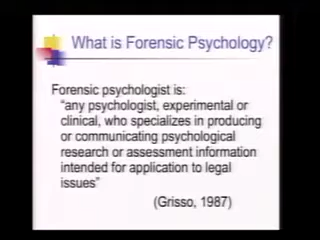 What is Forensic Psychology?
Forensic psychologist is:
"any psychologist, experimental or
clinical, who specializes in producing
or communicating psychological
research or assessment information
intended for application to legal
issues"
(Grisso, 1987)